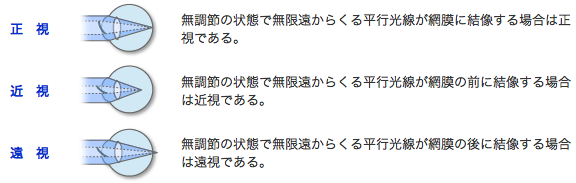 正　視
無調節の状態で無限遠からくる平行光線が網膜に結像する場合は正
視である。
近　視
無調節の状態で無限遠からくる平行光線が網膜の前に結像する場合
は近視である。
遠　視
無調節の状態で無限遠からくる平行光線が網膜の後に結像する場合
は遠視である。